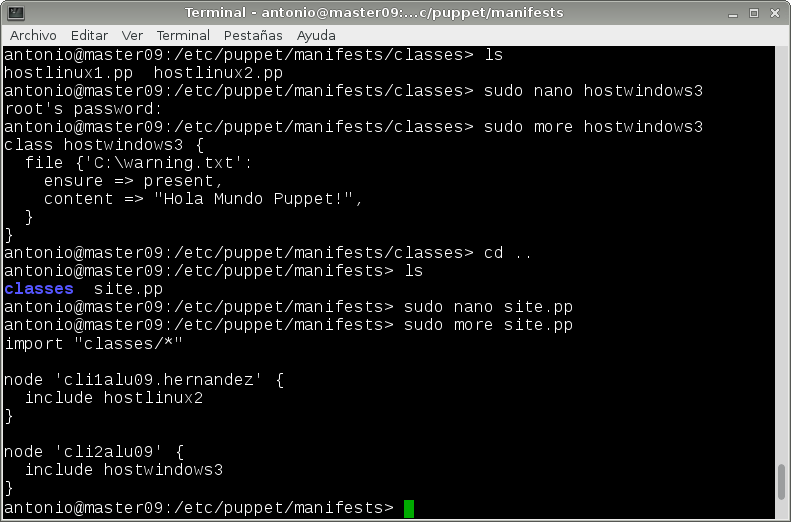 Terminal - antonio@master09:...c/puppet/manifests
Archivo Editar Ver Terminal Pestañas Ayuda
antonio@master09:/etc/puppet/manifests/classes> ls
hostlinux1.pp  hostlinux2.pp
antonio@master09:/etc/puppet/manifests/classes> sudo nano hostwindows3
root's password:
antonio@master09:/etc/puppet/manifests/classes> sudo more hostwindows3
class hostwindows3 {
  file {'C:\warning.txt':
    ensure => present,
    content => "Hola Mundo Puppet!",
  }
}
antonio@master09:/etc/puppet/manifests/classes> cd ..
antonio@master09:/etc/puppet/manifests> ls
classes  site.pp
antonio@master09:/etc/puppet/manifests> sudo nano site.pp
antonio@master09:/etc/puppet/manifests> sudo more site.pp
import "classes/*"

node 'cli1alu09.hernandez' {
  include hostlinux2
}

node 'cli2alu09' {
  include hostwindows3
}
antonio@master09:/etc/puppet/manifests>